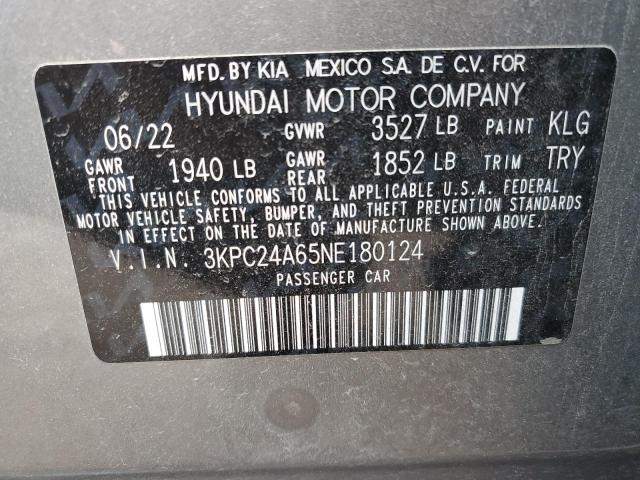 MFD. BY KIA MEXICO S.A. DE C.V. FOR
HYUNDAI MOTOR COMPANY
06/22 GVWR 3527 LB PAINT KLG
GAWR FRONT 1940 LB GAWR REAR 1852 LB TRIM TRY
THIS VEHICLE CONFORMS TO ALL APPLICABLE U.S.A. FEDERAL
MOTOR VEHICLE SAFETY, BUMPER, AND THEFT PREVENTION STANDARDS
IN EFFECT ON THE DATE OF MANUFACTURE SHOWN ABOVE.
V.I.N. 3KPC24A65NE180124
PASSENGER CAR